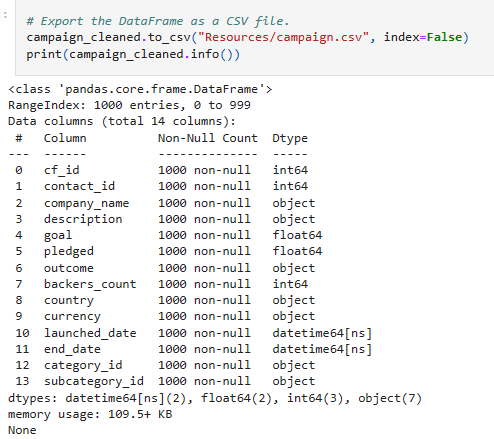 :
# Export the DataFrame as a CSV file.
campaign_cleaned.to_csv("Resources/campaign.csv", index=False)
print(campaign_cleaned.info())
<class 'pandas.core.frame.DataFrame'>
RangeIndex: 1000 entries, 0 to 999
Data columns (total 14 columns):
 #   Column          Non-Null Count  Dtype
---  ------          --------------  -----
 0   cf_id           1000 non-null   int64
 1   contact_id      1000 non-null   int64
 2   company_name    1000 non-null   object
 3   description     1000 non-null   object
 4   goal            1000 non-null   float64
 5   pledged         1000 non-null   float64
 6   outcome         1000 non-null   object
 7   backers_count   1000 non-null   int64
 8   country         1000 non-null   object
 9   currency        1000 non-null   object
 10  launched_date   1000 non-null   datetime64[ns]
 11  end_date        1000 non-null   datetime64[ns]
 12  category_id     1000 non-null   object
 13  subcategory_id  1000 non-null   object
dtypes: datetime64[ns](2), float64(2), int64(3), object(7)
memory usage: 109.5+ KB
None